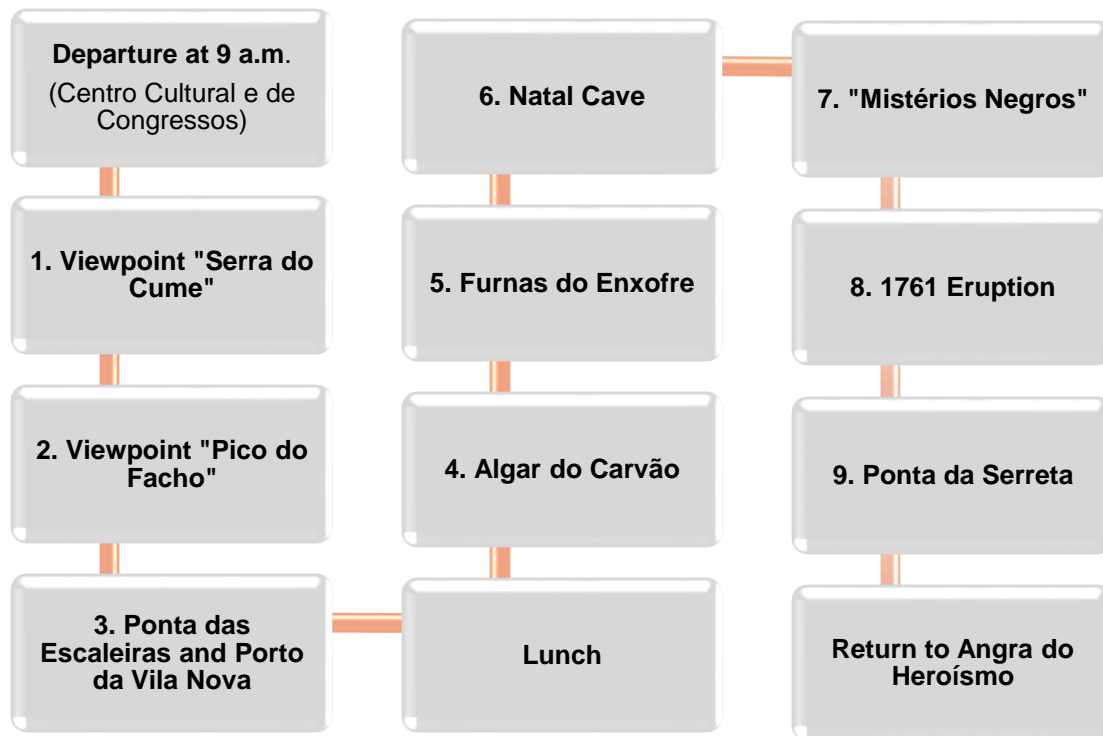 Departure at 9 a.m.
(Centro Cultural e de
Congressos)
1. Viewpoint "Serra do
Cume"
2. Viewpoint "Pico do
Facho"
3. Ponta das
Escaleiras and Porto
da Vila Nova
Lunch
4. Algar do Carvão
5. Furnas do Enxofre
6. Natal Cave
7. "Mistérios Negros"
8. 1761 Eruption
9. Ponta da Serreta
Return to Angra do
Heroísmo